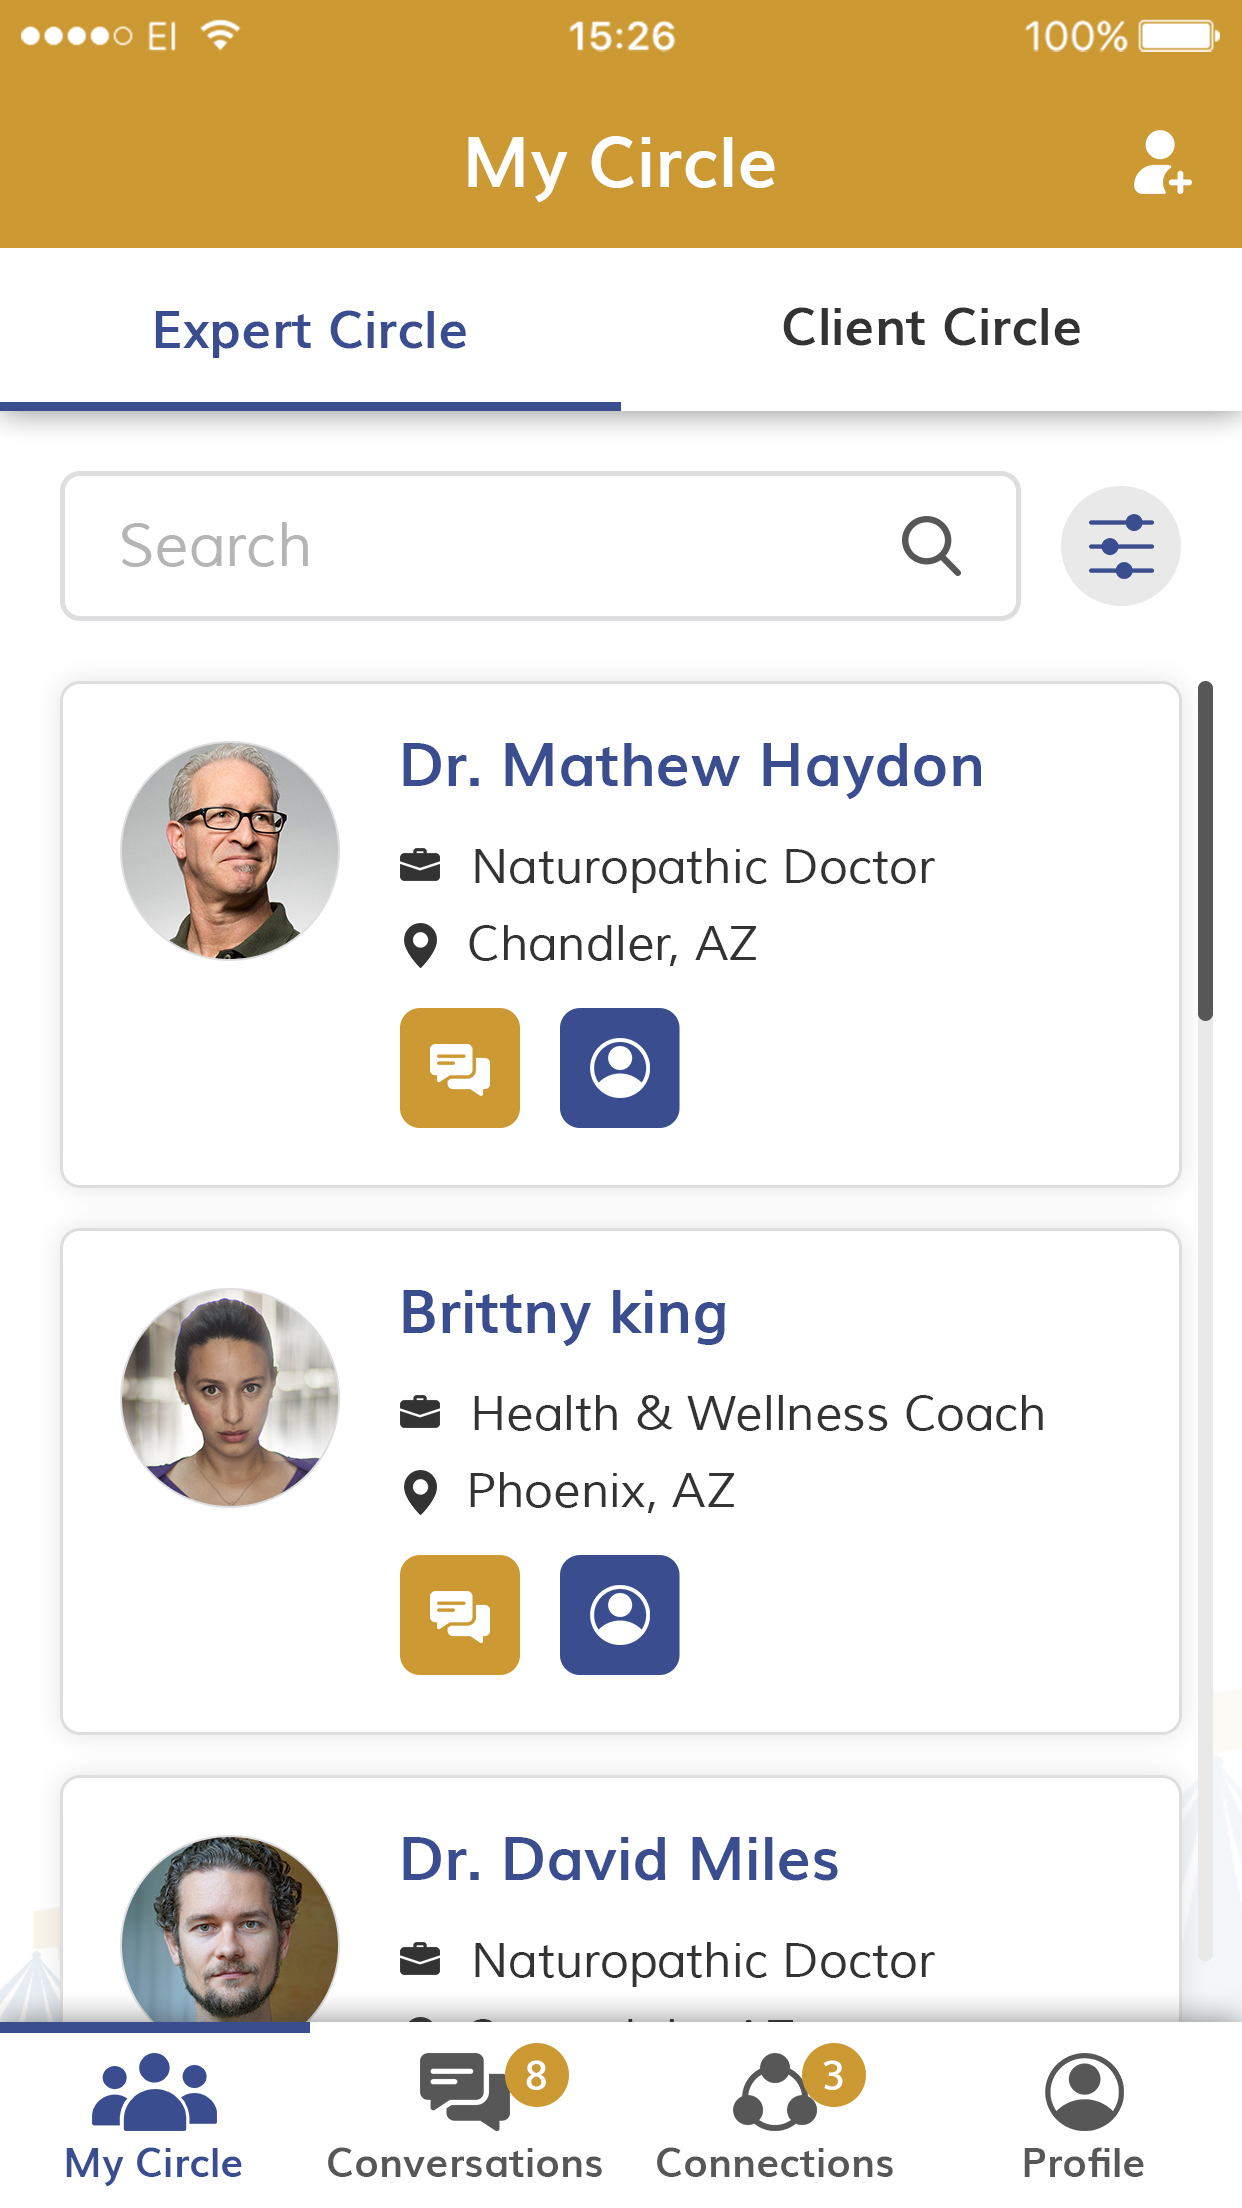 EI 15:26 100%
My Circle
Expert Circle Client Circle
Search
Dr. Mathew Haydon
Naturopathic Doctor
Chandler, AZ
Brittny king
Health & Wellness Coach
Phoenix, AZ
Dr. David Miles
Naturopathic Doctor
8 3
My Circle Conversations Connections Profile